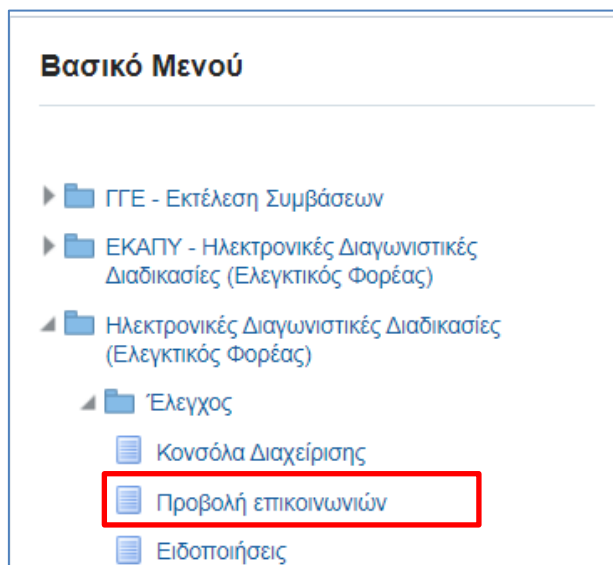 Βασικό Μενού
ΓΓΕ - Εκτέλεση Συμβάσεων
ΕΚΑΠΥ - Ηλεκτρονικές Διαγωνιστικές
Διαδικασίες (Ελεγκτικός Φορέας)
Ηλεκτρονικές Διαγωνιστικές Διαδικασίες
(Ελεγκτικός Φορέας)
Έλεγχος
Κονσόλα Διαχείρισης
Προβολή επικοινωνιών
Ειδοποιήσεις